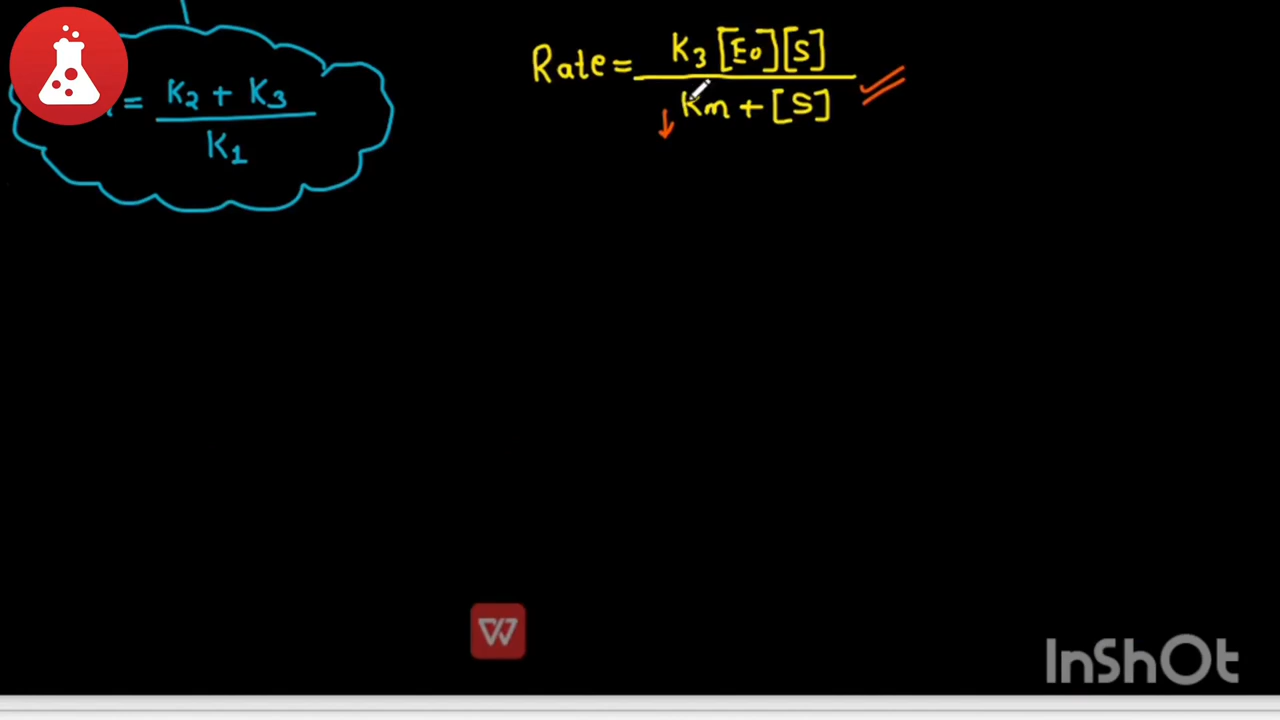 = K2 + K3 / K1
Rate = K3 [E0][S] / Km + [S]
InShOt